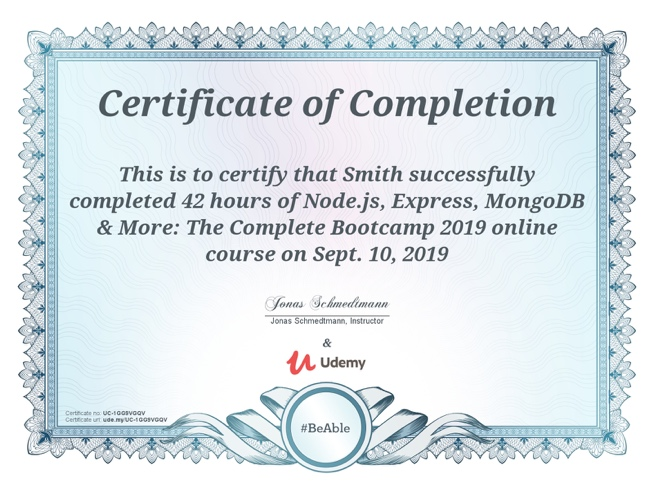 Certificate of Completion
This is to certify that Smith successfully
completed 42 hours of Node.js, Express, MongoDB
& More: The Complete Bootcamp 2019 online
course on Sept. 10, 2019
Jonas Schmedtmann
Jonas Schmedtmann, Instructor
&
Udemy
Certificate no: UC-1GG9VGQV
Certificate url: ude.my/UC-1GG9VGQV
#BeAble